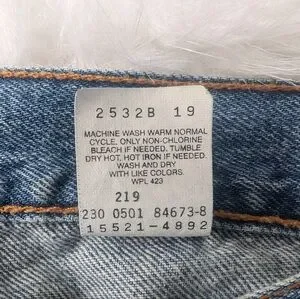 2532B 19
MACHINE WASH WARM NORMAL
CYCLE. ONLY NON-CHLORINE
BLEACH IF NEEDED. TUMBLE
DRY HOT. HOT IRON IF NEEDED.
WASH AND DRY
WITH LIKE COLORS.
WPL 423
219
230 0501 84673-8
15521-4992